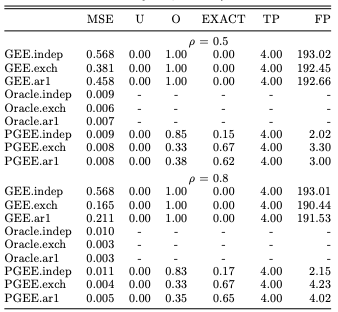 MSE U O EXACT TP FP
ρ = 0.5
GEE.indep 0.568 0.00 1.00 0.00 4.00 193.02
GEE.exch 0.381 0.00 1.00 0.00 4.00 192.45
GEE.ar1 0.458 0.00 1.00 0.00 4.00 192.66
Oracle.indep 0.009 - - - - -
Oracle.exch 0.006 - - - - -
Oracle.ar1 0.007 - - - - -
PGEE.indep 0.009 0.00 0.85 0.15 4.00 2.02
PGEE.exch 0.008 0.00 0.33 0.67 4.00 3.30
PGEE.ar1 0.008 0.00 0.38 0.62 4.00 3.00
ρ = 0.8
GEE.indep 0.568 0.00 1.00 0.00 4.00 193.01
GEE.exch 0.165 0.00 1.00 0.00 4.00 190.44
GEE.ar1 0.211 0.00 1.00 0.00 4.00 191.53
Oracle.indep 0.010 - - - - -
Oracle.exch 0.003 - - - - -
Oracle.ar1 0.003 - - - - -
PGEE.indep 0.011 0.00 0.83 0.17 4.00 2.15
PGEE.exch 0.004 0.00 0.33 0.67 4.00 4.23
PGEE.ar1 0.005 0.00 0.35 0.65 4.00 4.02